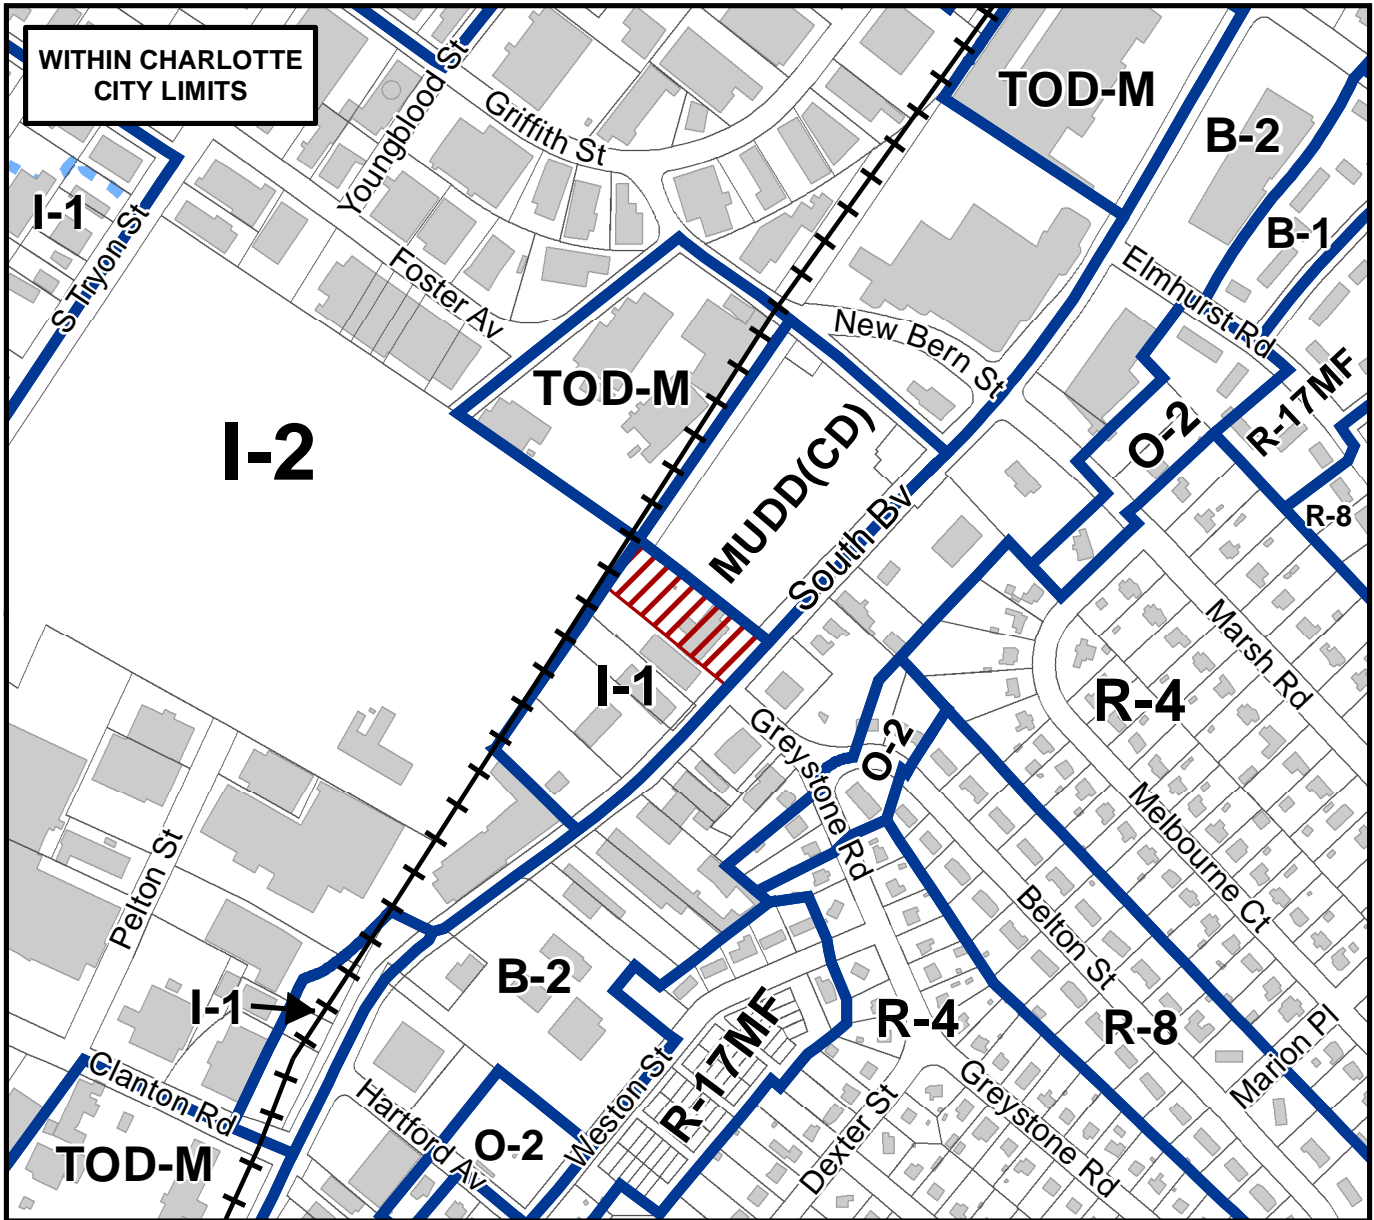 WITHIN CHARLOTTE
CITY LIMITS
Youngblood St
Griffith St
TOD-M
B-2
I-1
S Tryon St
Foster Av
B-1
Elmhurst Rd
New Bern St
TOD-M
R-17MF
O-2
MUDD(CD)
I-2
South Bv
R-8
Marsh Rd
I-1
R-4
Greystone Rd
O-2
Melbourne Ct
Pelton St
Belton St
B-2
I-1
R-17MF
R-4
R-8
Marion Pl
Clanton Rd
Hartford Av
Weston St
Greystone Rd
O-2
Dexter St
TOD-M